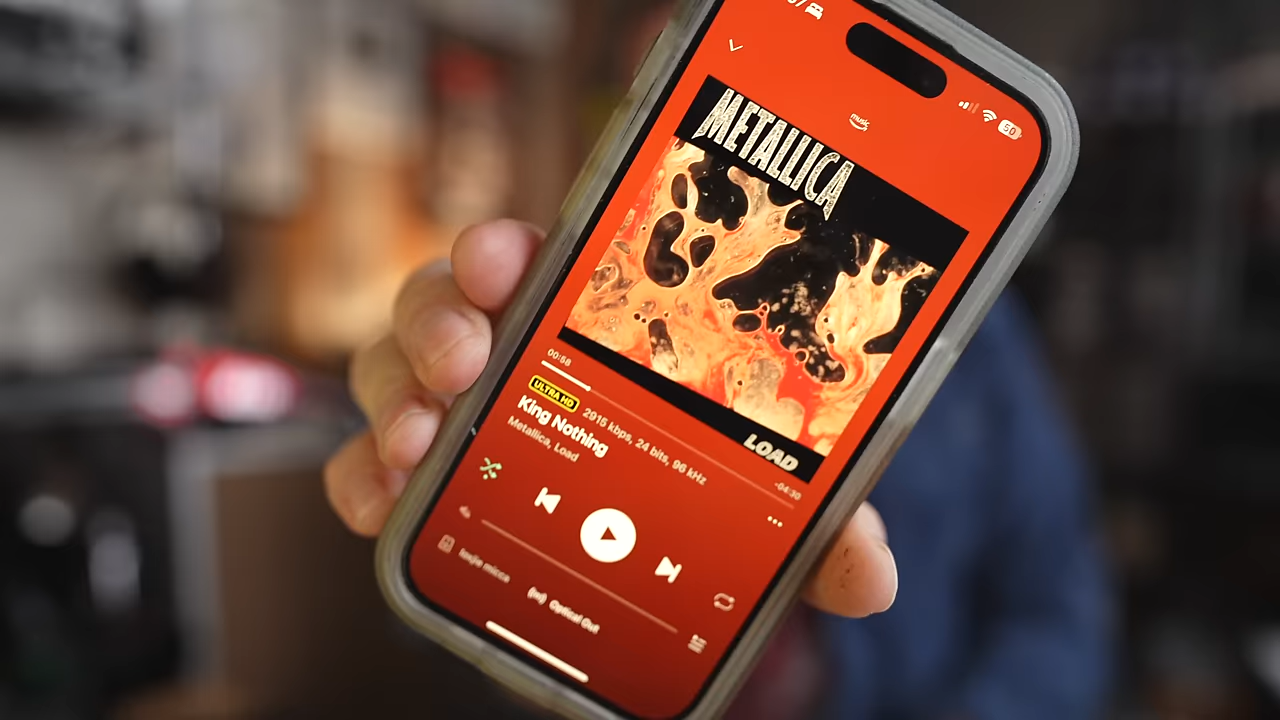 50
music
METALLICA
LOAD
00:58
-04:30
ULTRA HD
2915 kbps, 24 bits, 96 kHz
King Nothing
Metallica, Load
Optical Out